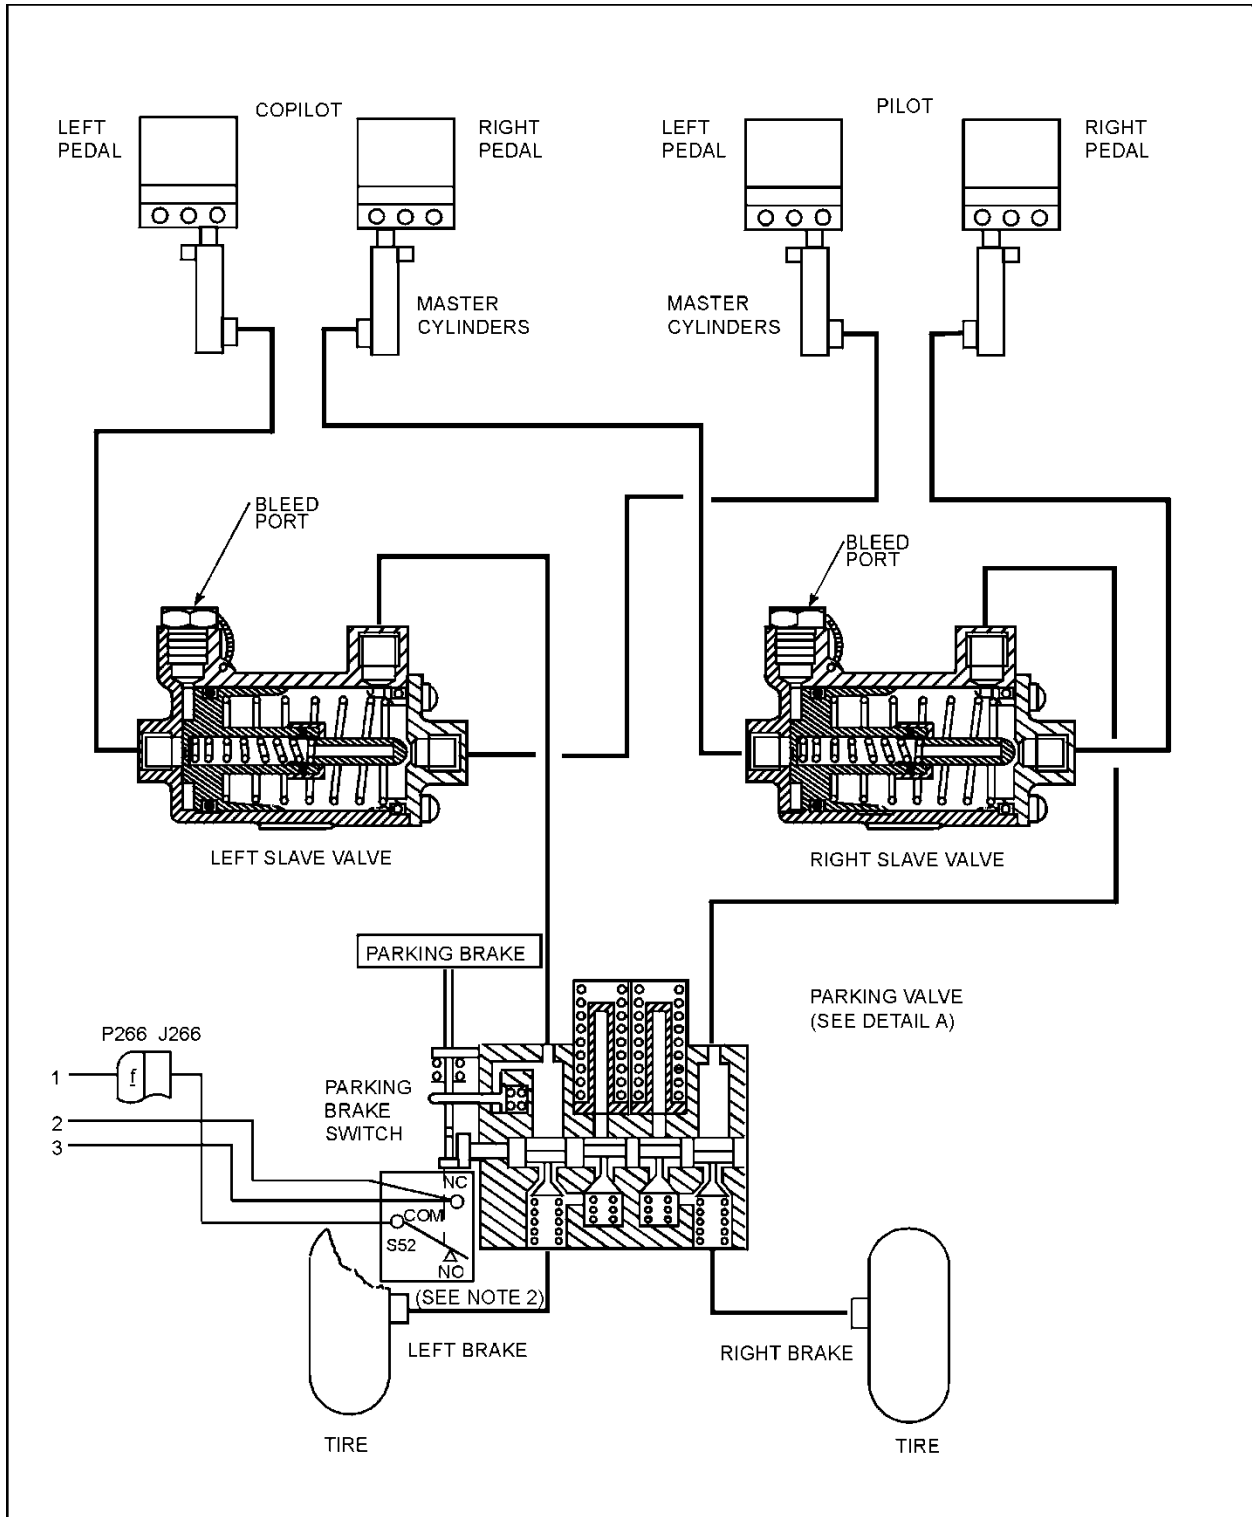 COPILOT
PILOT
LEFT
PEDAL
RIGHT
PEDAL
LEFT
PEDAL
RIGHT
PEDAL
MASTER
CYLINDERS
MASTER
CYLINDERS
BLEED
PORT
BLEED
PORT
LEFT SLAVE VALVE
RIGHT SLAVE VALVE
PARKING BRAKE
PARKING VALVE
(SEE DETAIL A)
P266 J266
f
1
2
3
PARKING
BRAKE
SWITCH
NC
COM
S52
NO
(SEE NOTE 2)
LEFT BRAKE
RIGHT BRAKE
TIRE
TIRE